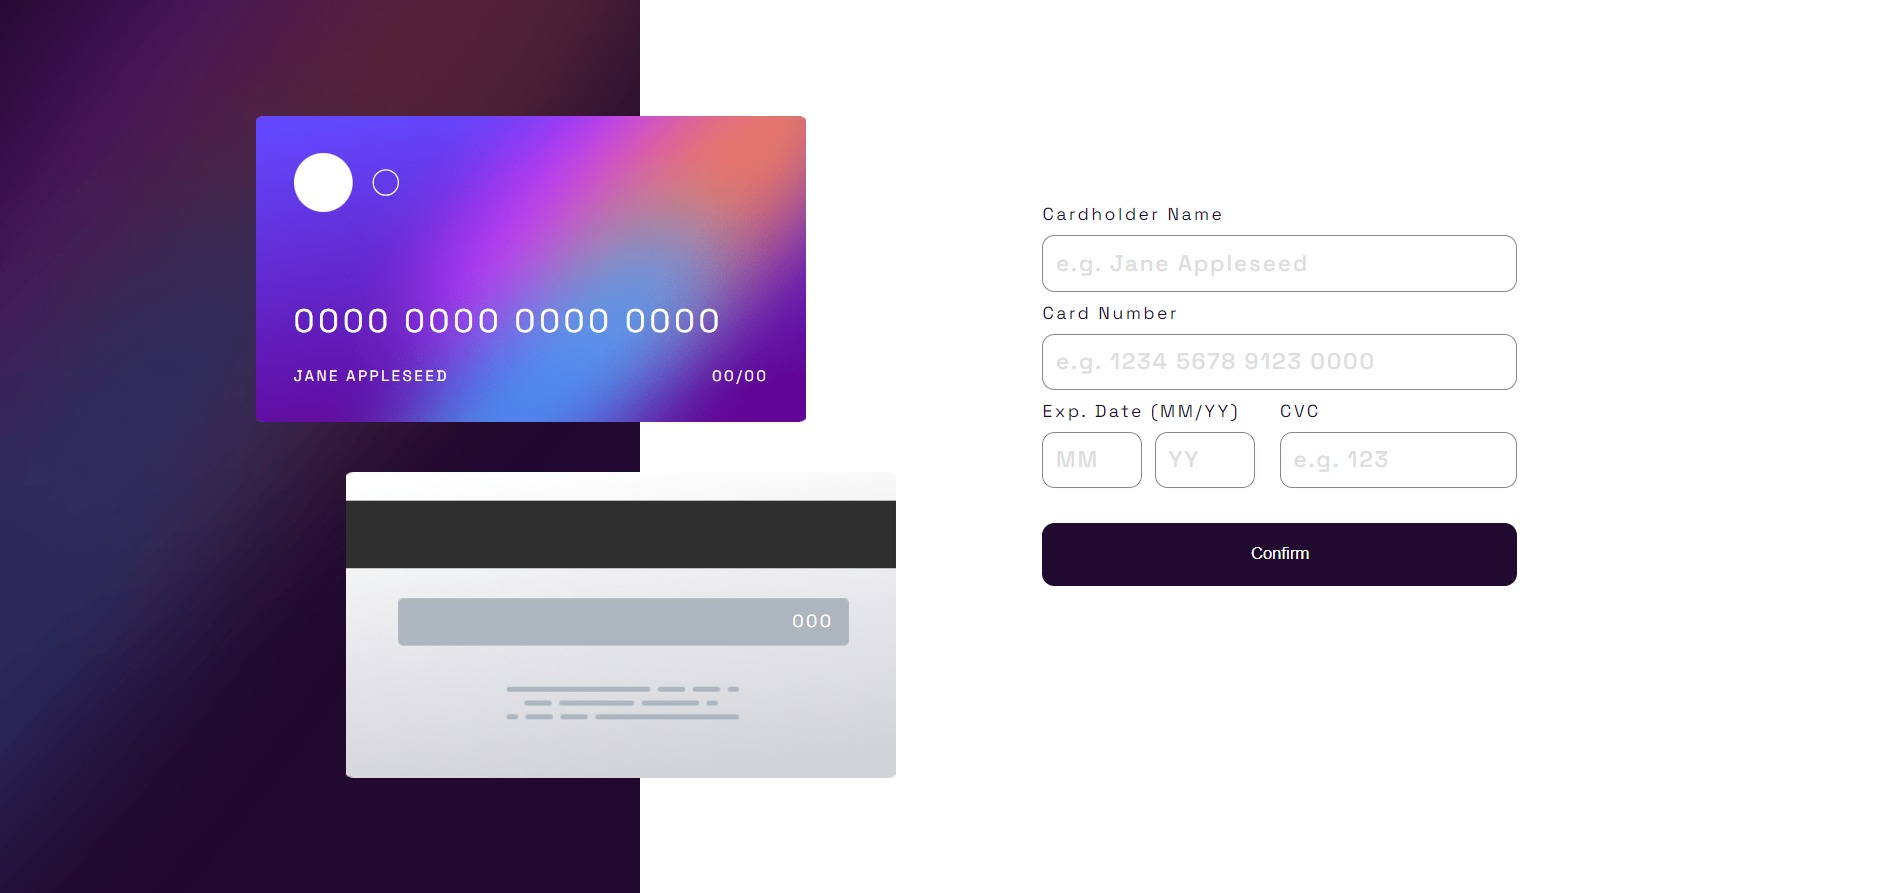 0000 0000 0000 0000
JANE APPLESEED 00/00
000
Cardholder Name
e.g. Jane Appleseed
Card Number
e.g. 1234 5678 9123 0000
Exp. Date (MM/YY) CVC
MM YY e.g. 123
Confirm